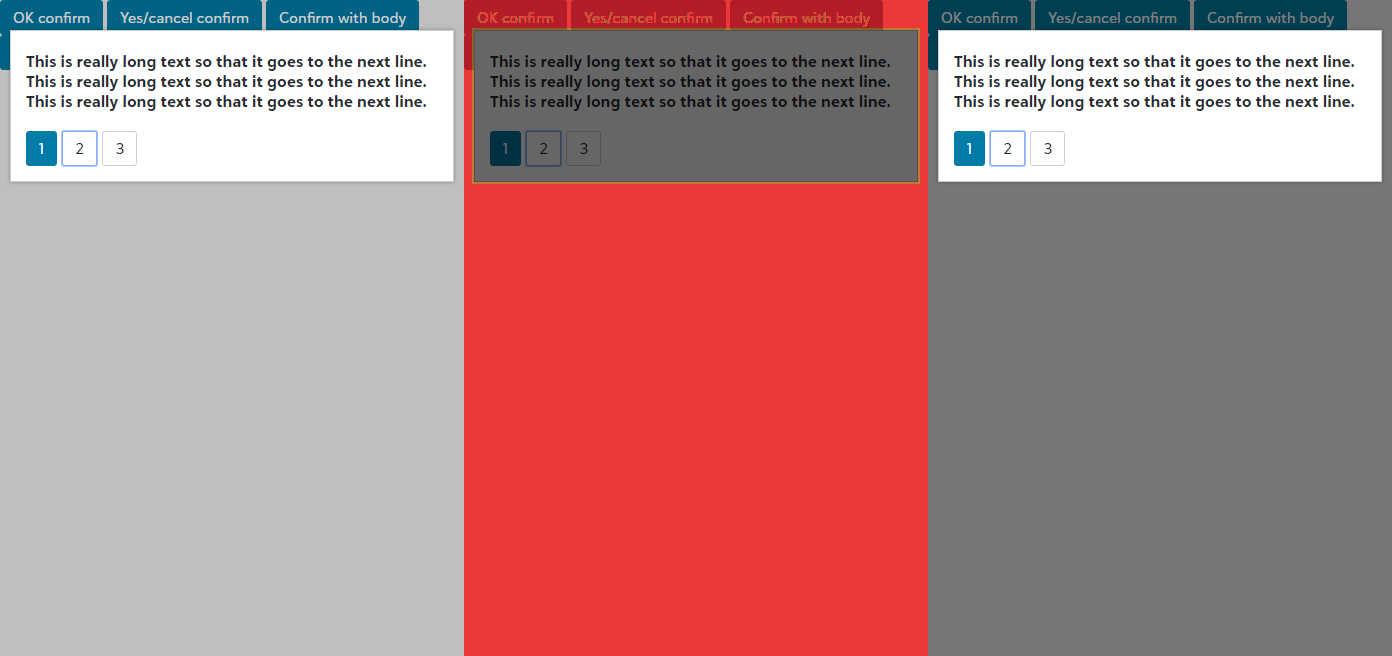 OK confirm Yes/cancel confirm Confirm with body
This is really long text so that it goes to the next line.
This is really long text so that it goes to the next line.
This is really long text so that it goes to the next line.
1 2 3
OK confirm Yes/cancel confirm Confirm with body
This is really long text so that it goes to the next line.
This is really long text so that it goes to the next line.
This is really long text so that it goes to the next line.
1 2 3
OK confirm Yes/cancel confirm Confirm with body
This is really long text so that it goes to the next line.
This is really long text so that it goes to the next line.
This is really long text so that it goes to the next line.
1 2 3